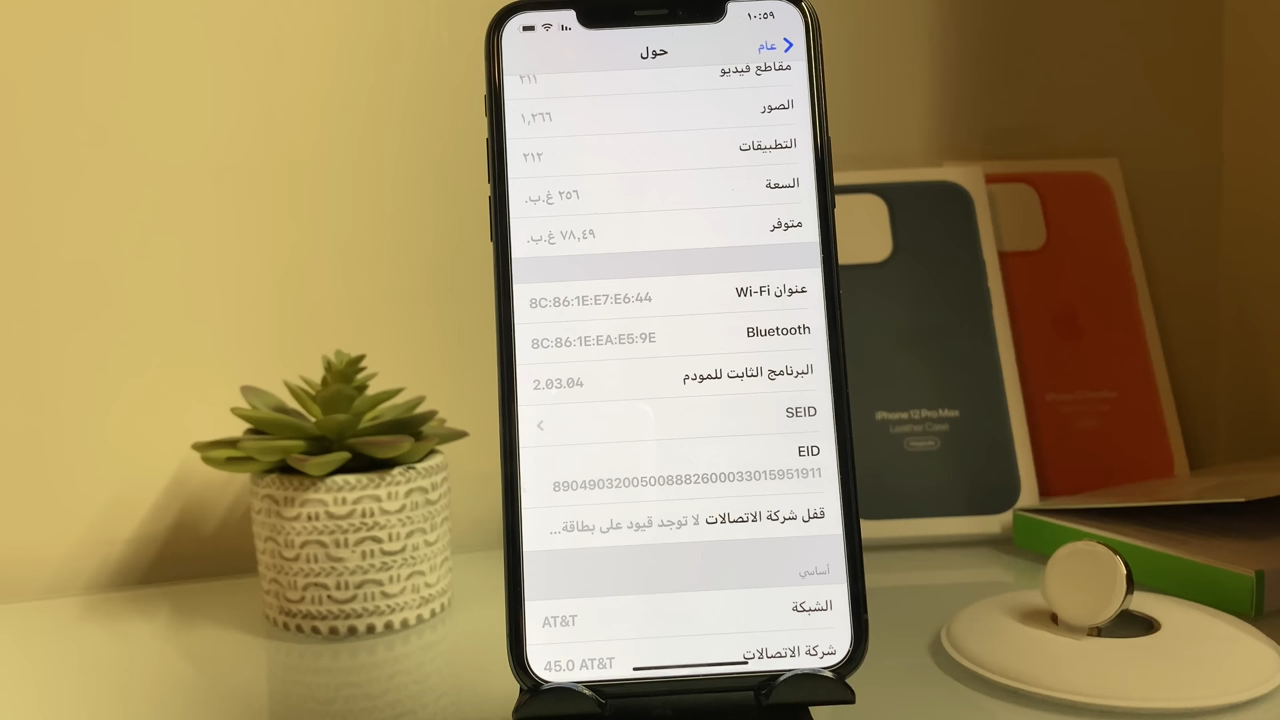 ١٠:٥٩
عام
حول
مقاطع فيديو ٢١١
الصور ١,٢٦٦
التطبيقات ٢١٢
السعة ٢٥٦ غ.ب.
متوفر ٧٨,٤٩ غ.ب.
عنوان Wi-Fi 8C:86:1E:E7:E6:44
Bluetooth 8C:86:1E:EA:E5:9E
البرنامج الثابت للمودم 2.03.04
SEID
EID
89049032005008882600033015951911
قفل شركة الاتصالات لا توجد قيود على بطاقة...
أساسي
الشبكة AT&T
شركة الاتصالات AT&T 45.0
iPhone 12 Pro Max
Leather Case